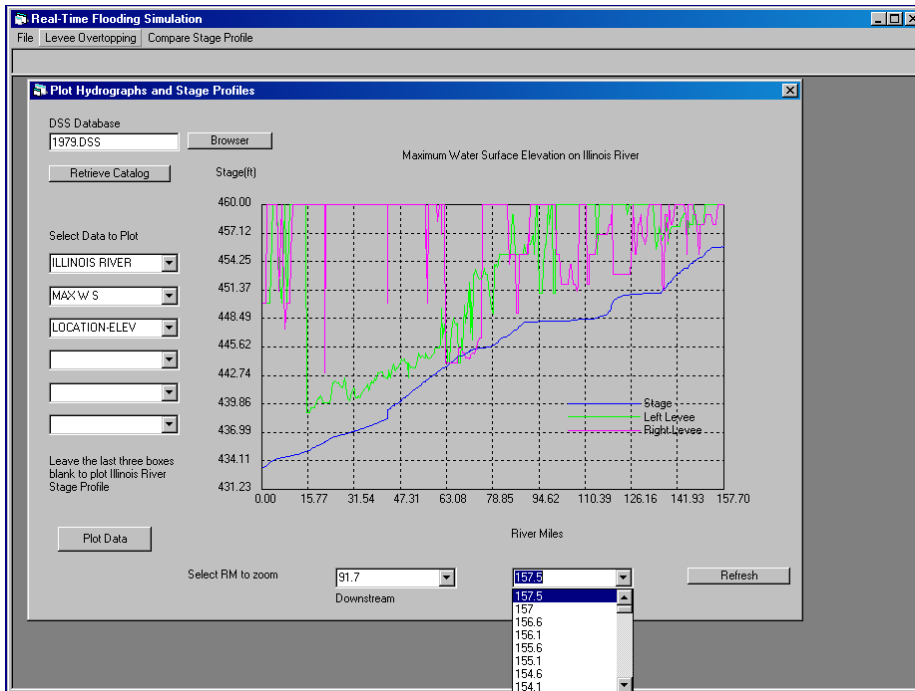 Real-Time Flooding Simulation
File Levee Overtopping Compare Stage Profile
Plot Hydrographs and Stage Profiles
DSS Database
1979.DSS
Browser
Retrieve Catalog
Select Data to Plot
ILLINOIS RIVER
MAX W S
LOCATION-ELEV
Leave the last three boxes
blank to plot Illinois River
Stage Profile
Plot Data
Maximum Water Surface Elevation on Illinois River
Stage(ft)
460.00
457.12
454.25
451.37
448.49
445.62
442.74
439.86
436.99
434.11
431.23
0.00 15.77 31.54 47.31 63.08 78.85 94.62 110.39 126.16 141.93 157.70
Stage
Left Levee
Right Levee
River Miles
Select RM to zoom
91.7
Downstream
157.5
Refresh
157.5
157
156.6
156.1
155.6
155.1
154.6
154.1